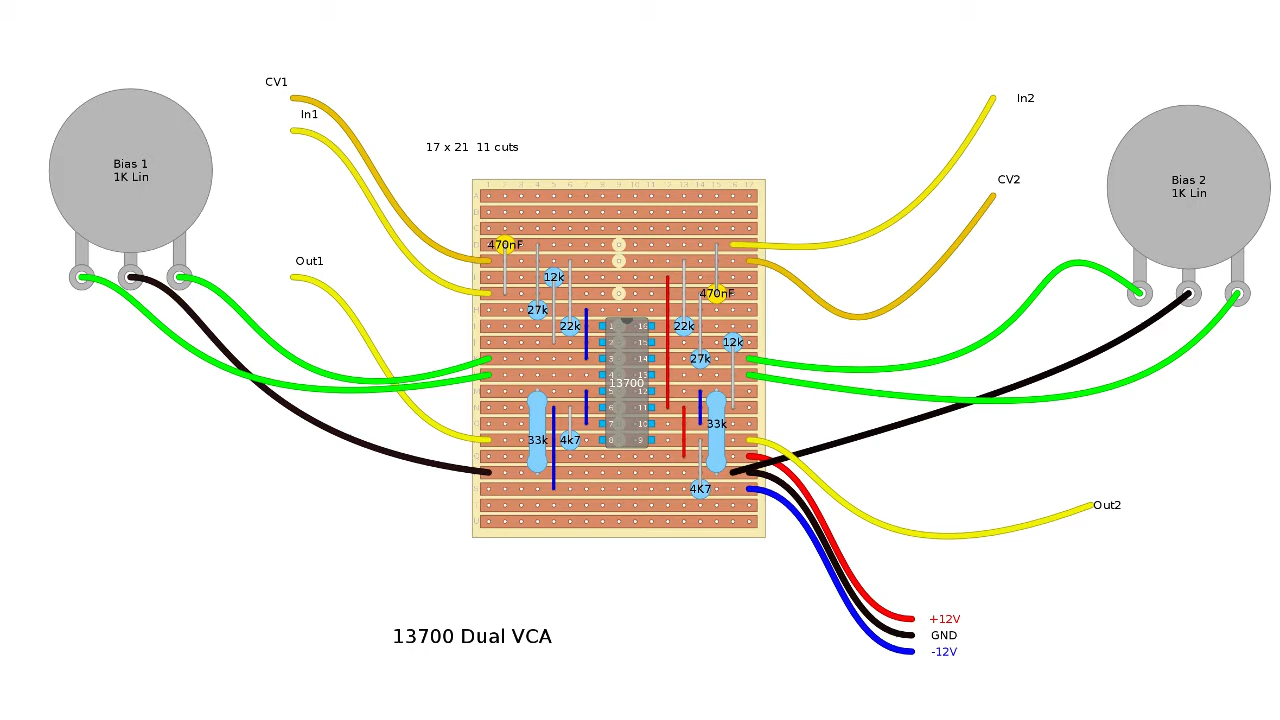 CV1
In1
In2
Bias 1
1K Lin
17 x 21  11 cuts
CV2
Bias 2
1K Lin
Out1
470nF
12k
27k
22k
470nF
22k
12k
27k
13700
33k
4k7
33k
4K7
Out2
+12V
GND
-12V
13700 Dual VCA